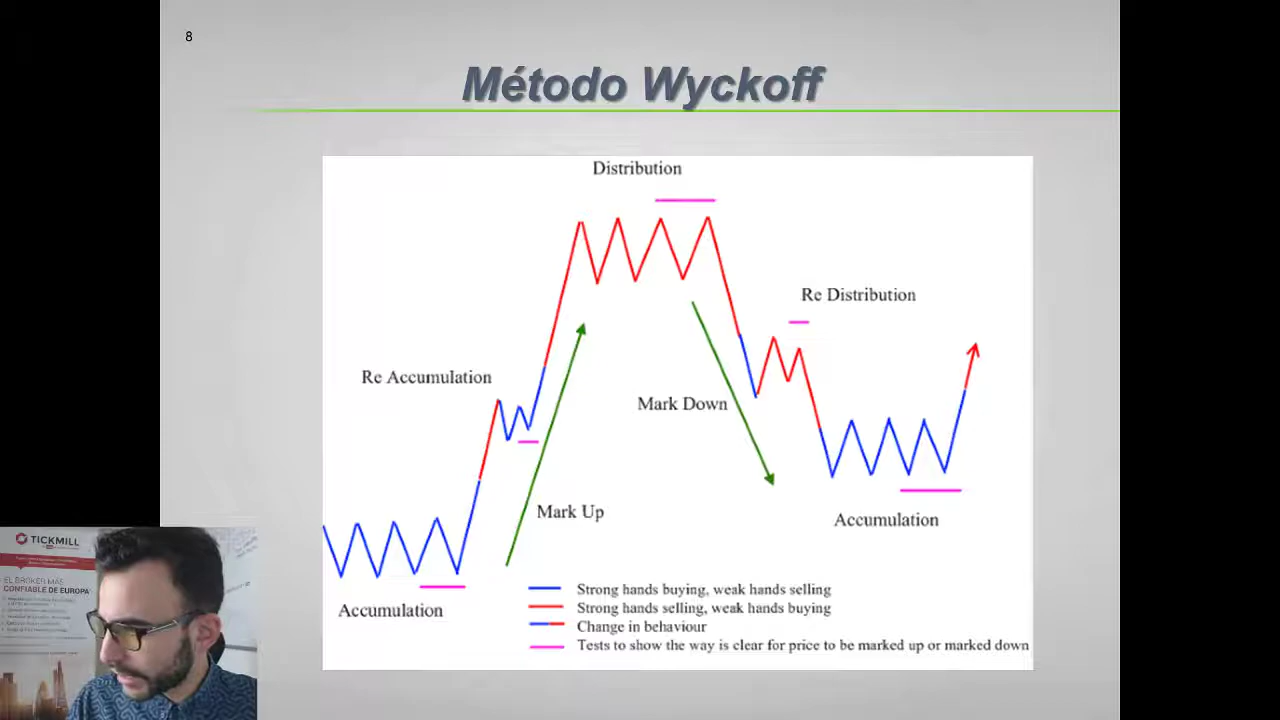 8
Método Wyckoff
Distribution
Re Distribution
Re Accumulation
Mark Down
Mark Up
Accumulation
Accumulation
Strong hands buying, weak hands selling
Strong hands selling, weak hands buying
Change in behaviour
Tests to show the way is clear for price to be marked up or marked down
TICKMILL
EL BRÓKER MÁS
CONFIABLE DE EUROPA